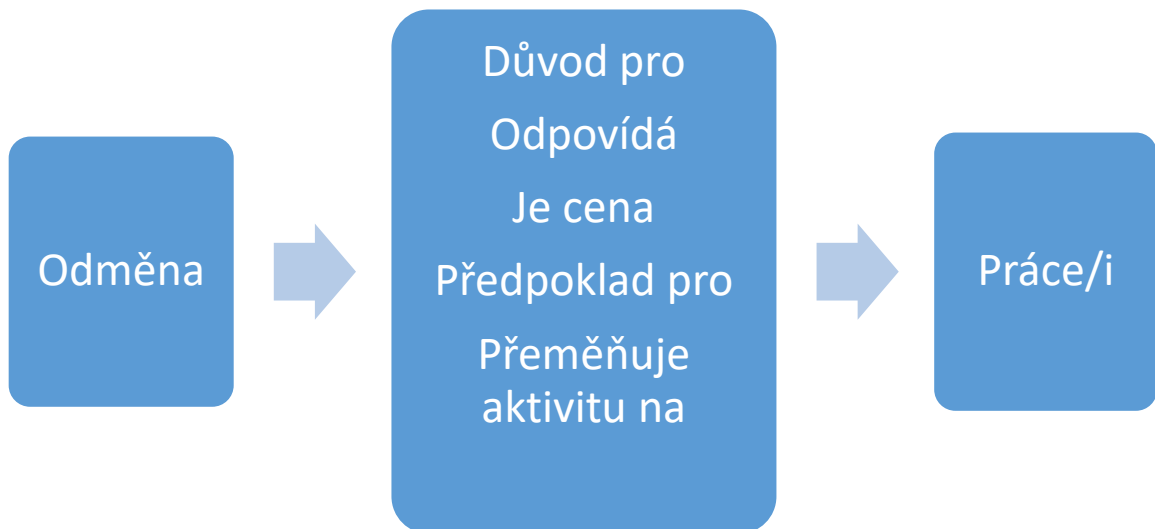 Odměna
Důvod pro
Odpovídá
Je cena
Předpoklad pro
Přeměňuje
aktivitu na
Práce/i